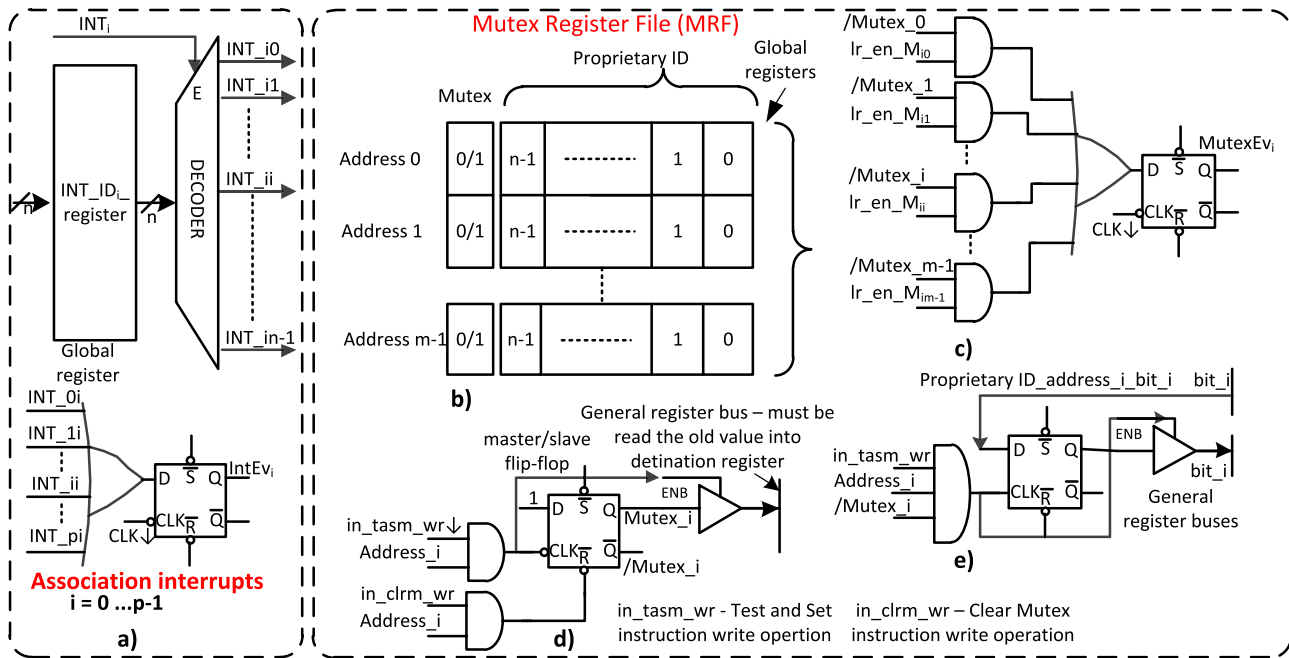 INTᵢ
INT_i0
INT_i1
E
INT_ii
DECODER
INT_IDᵢ_
register
n
n
INT_in-1
Global
register
INT_0i
INT_1i
INT_ii
INT_pi
D S Q
IntEvᵢ
CLK R Q
CLK↓
Association interrupts
i = 0 ...p-1
a)
Mutex Register File (MRF)
Proprietary ID
Global
registers
Mutex
Address 0 0/1 n-1 1 0
Address 1 0/1 n-1 1 0
Address m-1 0/1 n-1 1 0
b)
/Mutex_0
lr_en_Mᵢ₀
/Mutex_1
lr_en_Mᵢ₁
/Mutex_i
lr_en_Mᵢᵢ
/Mutex_m-1
lr_en_Mᵢₘ₋₁
MutexEvᵢ
D S Q
CLK R Q
CLK↓
c)
General register bus – must be
read the old value into
detination register
master/slave
flip-flop
ENB
1
D S Q
Mutex_i
in_tasm_wr↓
Address_i
CLK R Q
/Mutex_i
in_clrm_wr
Address_i
d)
in_tasm_wr - Test and Set
instruction write opertion
in_clrm_wr – Clear Mutex
instruction write operation
Proprietary ID_address_i_bit_i bit_i
ENB
D S Q
in_tasm_wr
Address_i
/Mutex_i
CLK R Q
bit_i
General
register buses
e)